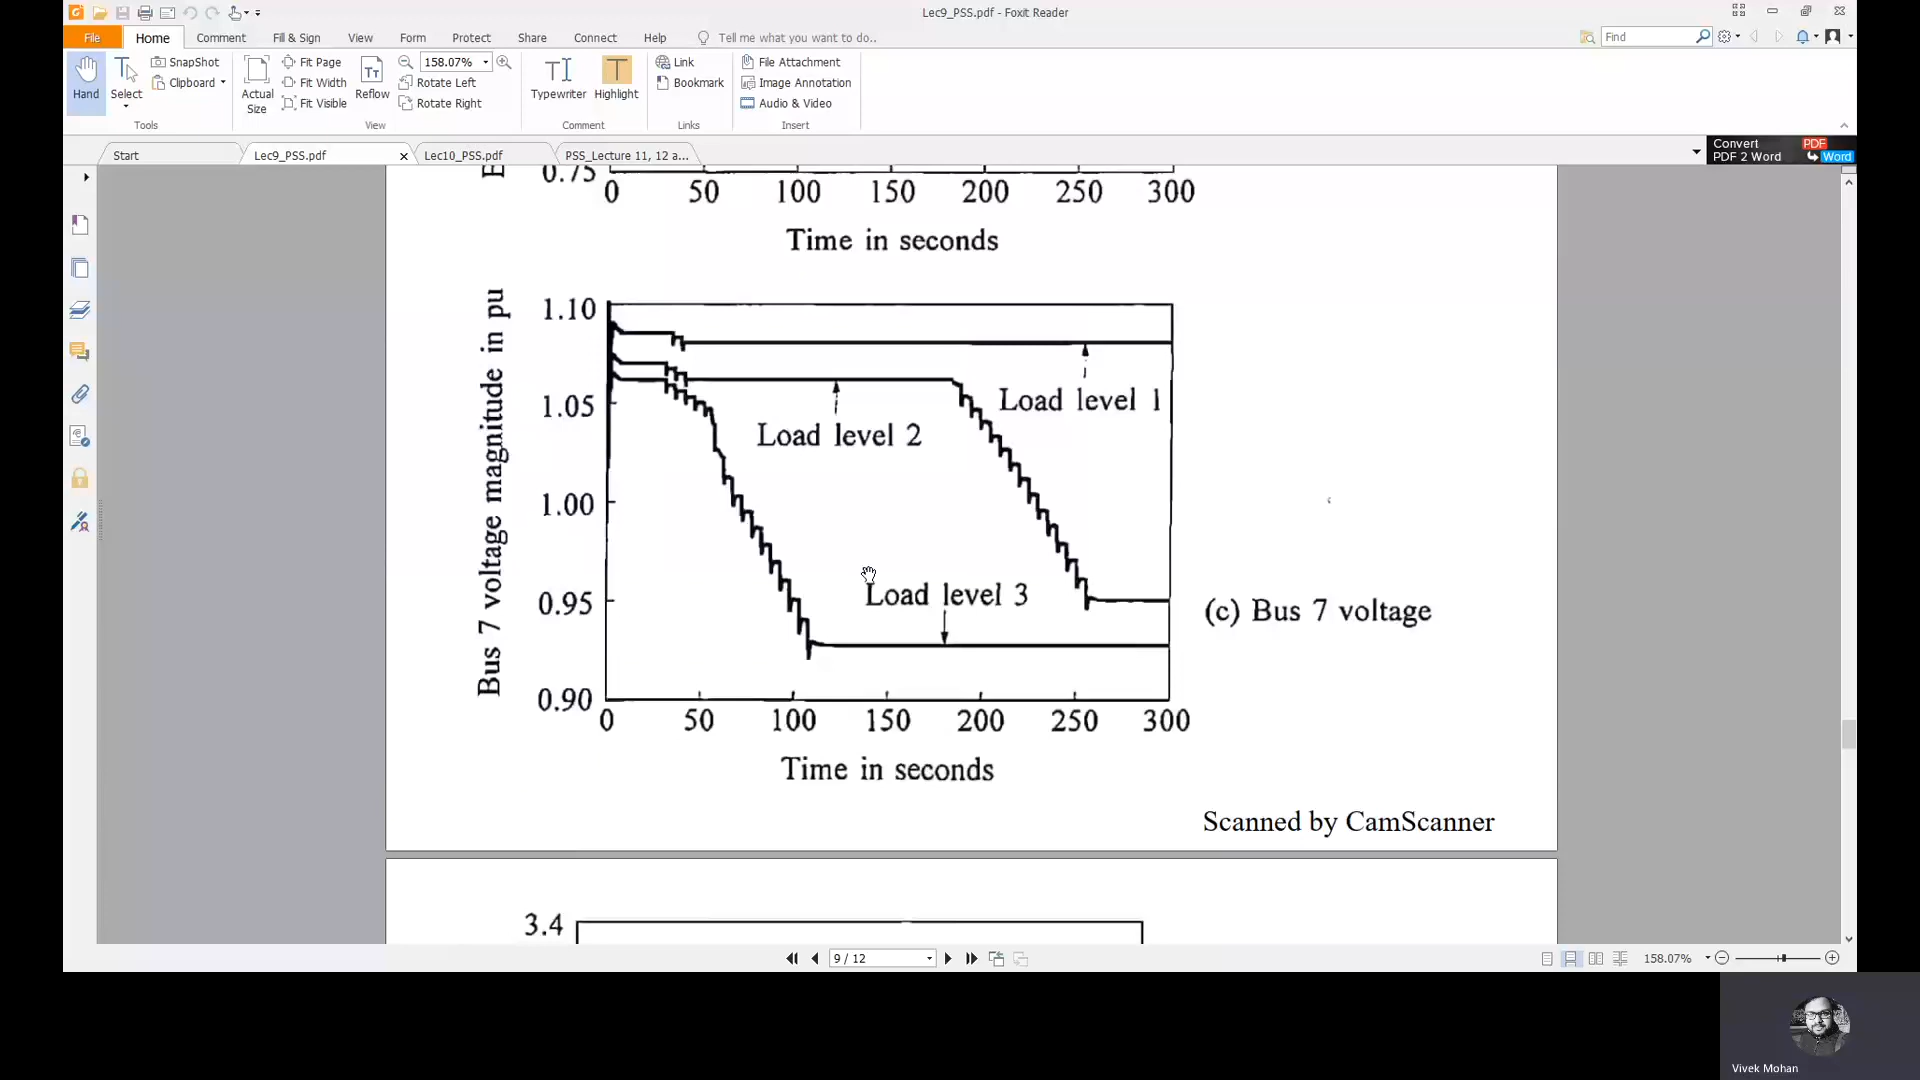 Lec9_PSS.pdf - Foxit Reader
File Home Comment Fill & Sign View Form Protect Share Connect Help Tell me what you want to do.. Find
Hand
Select
SnapShot
Clipboard
Tools
Actual Size
Fit Page
Fit Width
Fit Visible
Reflow
158.07%
Rotate Left
Rotate Right
View
Typewriter
Highlight
Comment
Link
Bookmark
Links
File Attachment
Image Annotation
Audio & Video
Insert
Start
Lec9_PSS.pdf
Lec10_PSS.pdf
PSS_Lecture 11, 12 a...
Convert PDF
PDF 2 Word Word
0.75
0 50 100 150 200 250 300
Time in seconds
Bus 7 voltage magnitude in pu
1.10
1.05
1.00
0.95
0.90
Load level 1
Load level 2
Load level 3
(c) Bus 7 voltage
0 50 100 150 200 250 300
Time in seconds
Scanned by CamScanner
3.4
9 / 12
158.07%
Vivek Mohan